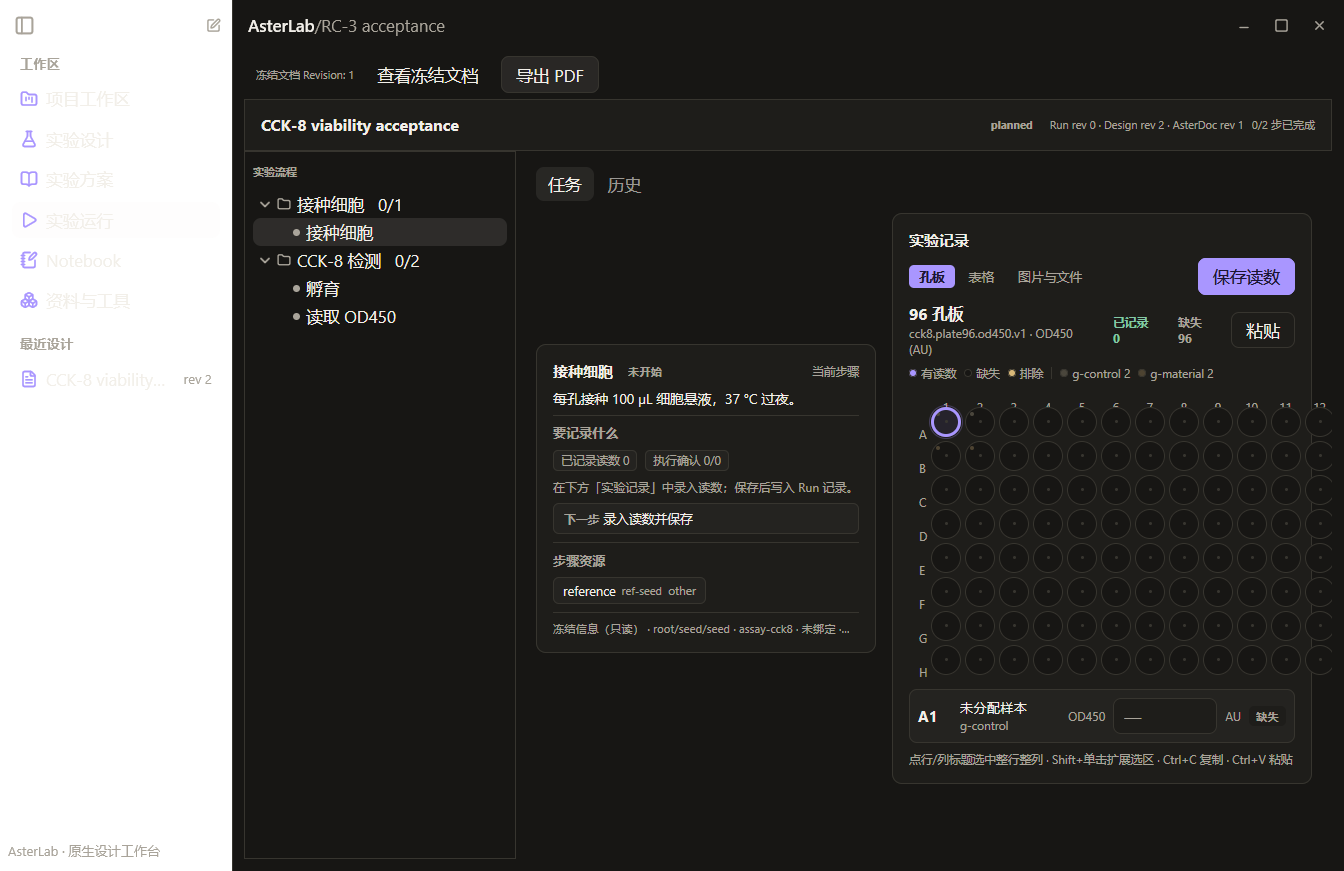 AsterLab/RC-3 acceptance
工作区
项目工作区
实验设计
实验方案
实验运行
Notebook
资料与工具
最近设计
CCK-8 viability... rev 2
AsterLab · 原生设计工作台
冻结文档 Revision: 1 查看冻结文档 导出 PDF
CCK-8 viability acceptance planned Run rev 0 · Design rev 2 · AsterDoc rev 1 0/2 步已完成
实验流程
接种细胞 0/1
接种细胞
CCK-8 检测 0/2
孵育
读取 OD450
任务 历史
接种细胞 未开始 当前步骤
每孔接种 100 µL 细胞悬液，37 °C 过夜。
要记录什么
已记录读数 0 执行确认 0/0
在下方「实验记录」中录入读数；保存后写入 Run 记录。
下一步 录入读数并保存
步骤资源
reference ref-seed other
冻结信息（只读） · root/seed/seed · assay-cck8 · 未绑定 ·...
实验记录
孔板 表格 图片与文件 保存读数
96 孔板
cck8.plate96.od450.v1 · OD450
(AU)
已记录 缺失 粘贴
0 96
有读数 缺失 排除 g-control 2 g-material 2
1 2 3 4 5 6 7 8 9 10 11 12
A
B
C
D
E
F
G
H
A1 未分配样本 OD450 — AU 缺失
g-control
点行/列标题选中整行整列 · Shift+单击扩展选区 · Ctrl+C 复制 · Ctrl+V 粘贴